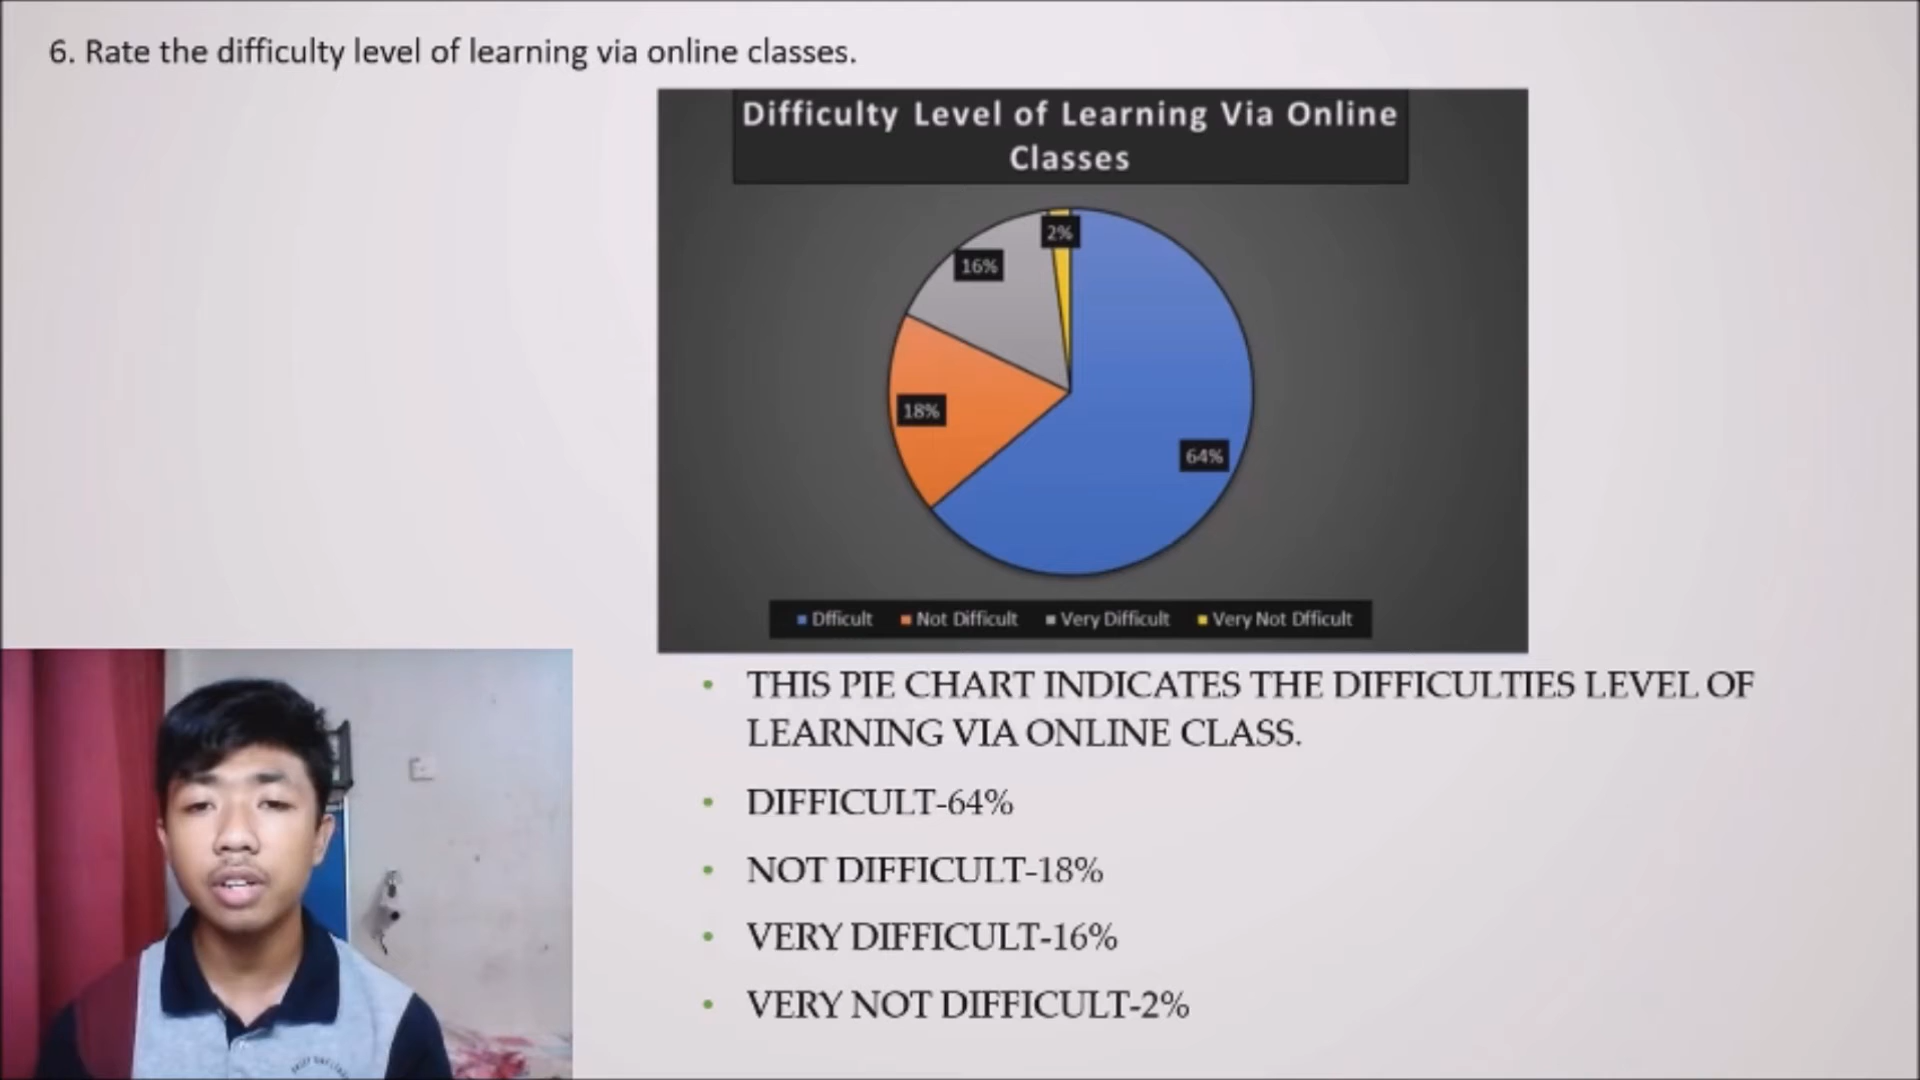 6. Rate the difficulty level of learning via online classes.
Difficulty Level of Learning Via Online
Classes
2%
16%
18%
64%
Dfficult Not Difficult Very Difficult Very Not Dfficult
• THIS PIE CHART INDICATES THE DIFFICULTIES LEVEL OF
LEARNING VIA ONLINE CLASS.
• DIFFICULT-64%
• NOT DIFFICULT-18%
• VERY DIFFICULT-16%
• VERY NOT DIFFICULT-2%